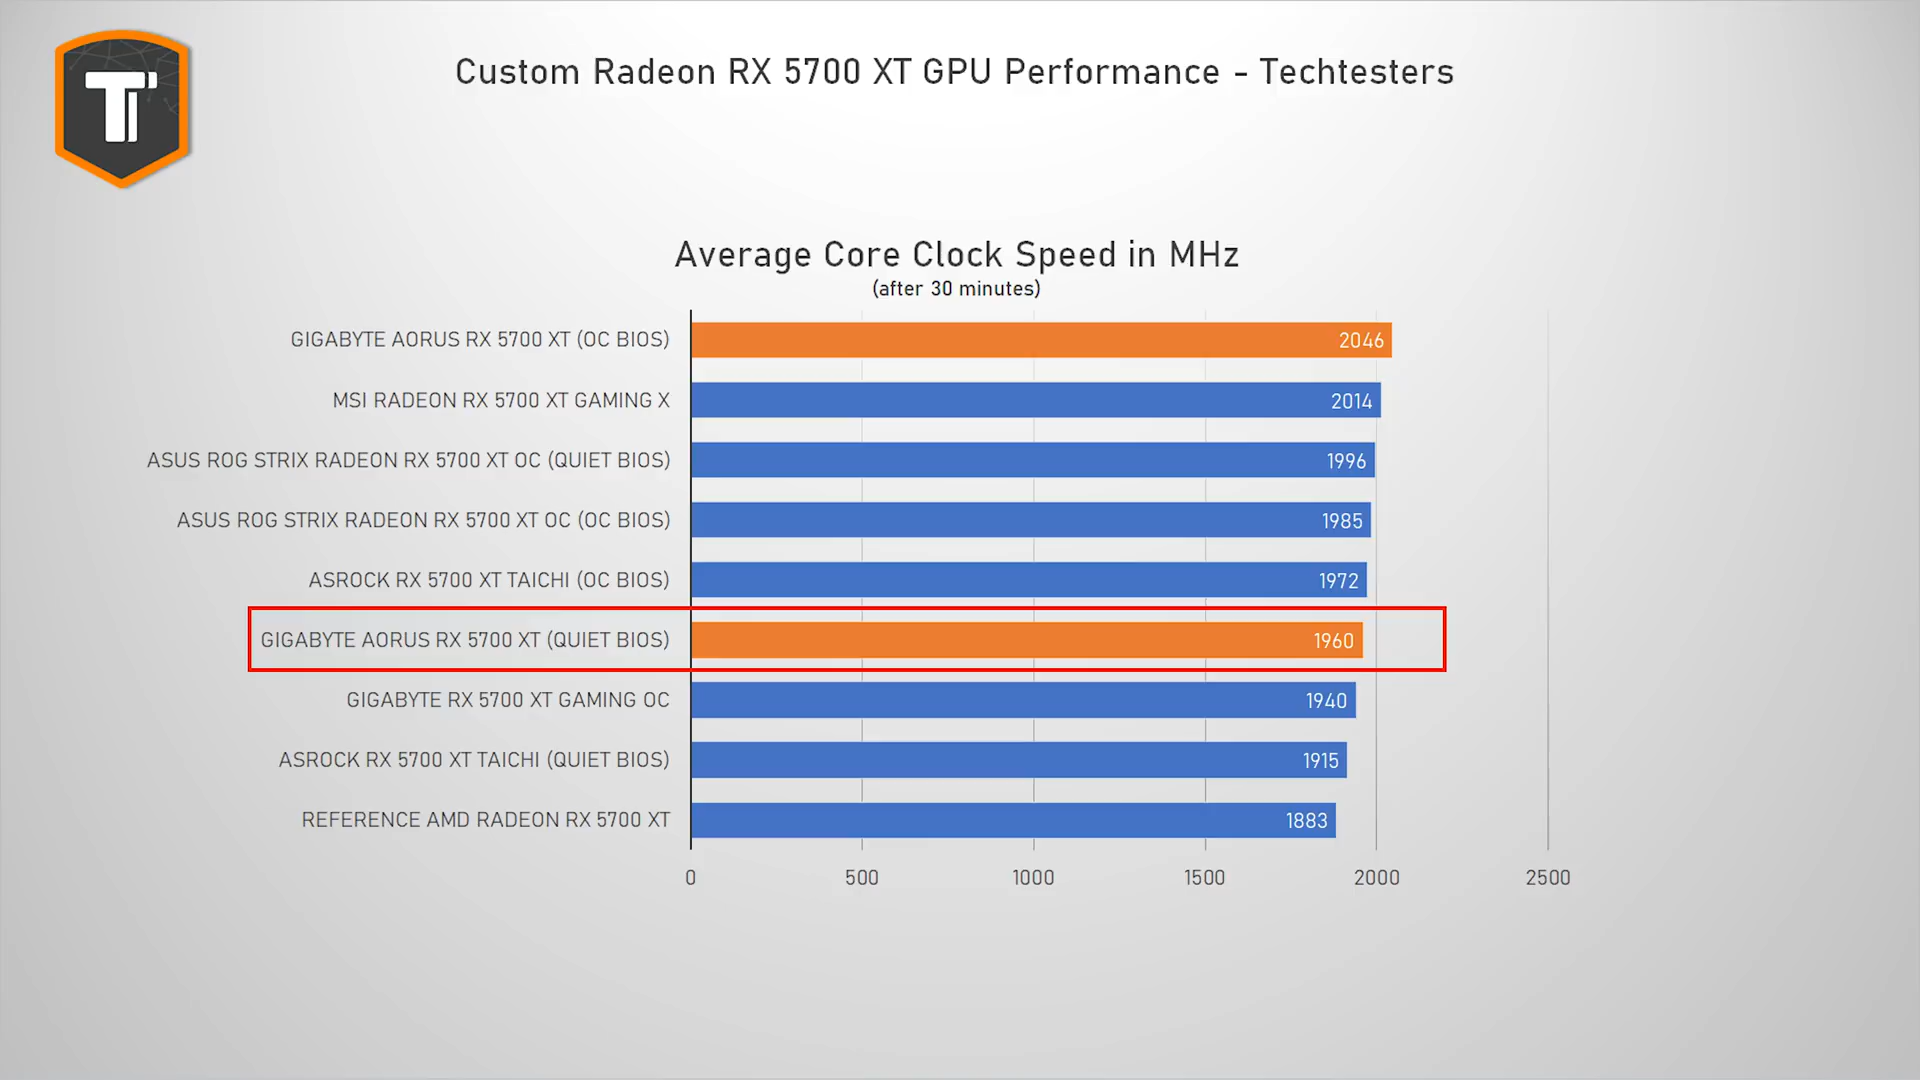 T
Custom Radeon RX 5700 XT GPU Performance - Techtesters
Average Core Clock Speed in MHz
(after 30 minutes)
GIGABYTE AORUS RX 5700 XT (OC BIOS) 2046
MSI RADEON RX 5700 XT GAMING X 2014
ASUS ROG STRIX RADEON RX 5700 XT OC (QUIET BIOS) 1996
ASUS ROG STRIX RADEON RX 5700 XT OC (OC BIOS) 1985
ASROCK RX 5700 XT TAICHI (OC BIOS) 1972
GIGABYTE AORUS RX 5700 XT (QUIET BIOS) 1960
GIGABYTE RX 5700 XT GAMING OC 1940
ASROCK RX 5700 XT TAICHI (QUIET BIOS) 1915
REFERENCE AMD RADEON RX 5700 XT 1883
0 500 1000 1500 2000 2500